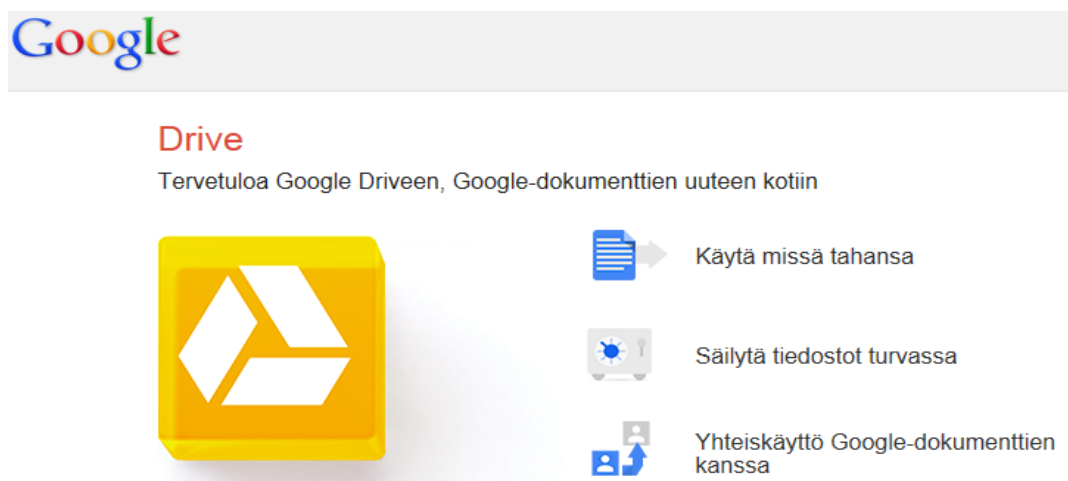 Google
Drive
Tervetuloa Google Driveen, Google-dokumenttien uuteen kotiin
Käytä missä tahansa
Säilytä tiedostot turvassa
Yhteiskäyttö Google-dokumenttien
kanssa